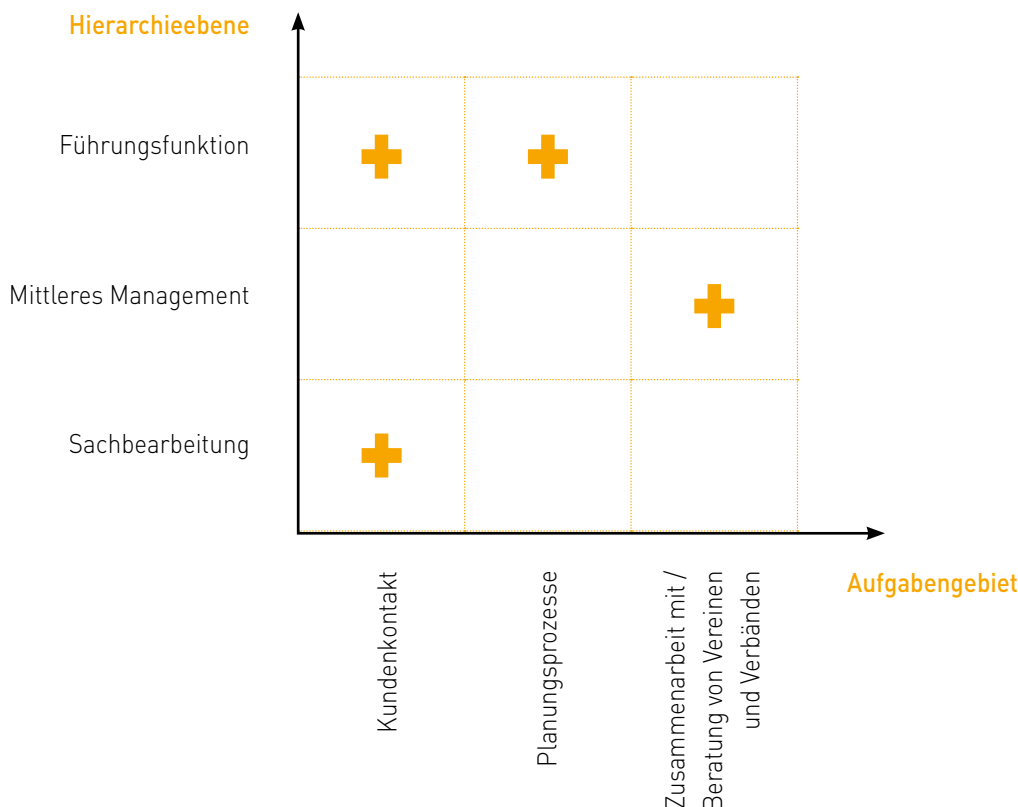 Hierarchieebene
Führungsfunktion
Mittleres Management
Sachbearbeitung
Kundenkontakt
Planungsprozesse
Zusammenarbeit mit /
Beratung von Vereinen
und Verbänden
Aufgabengebiet